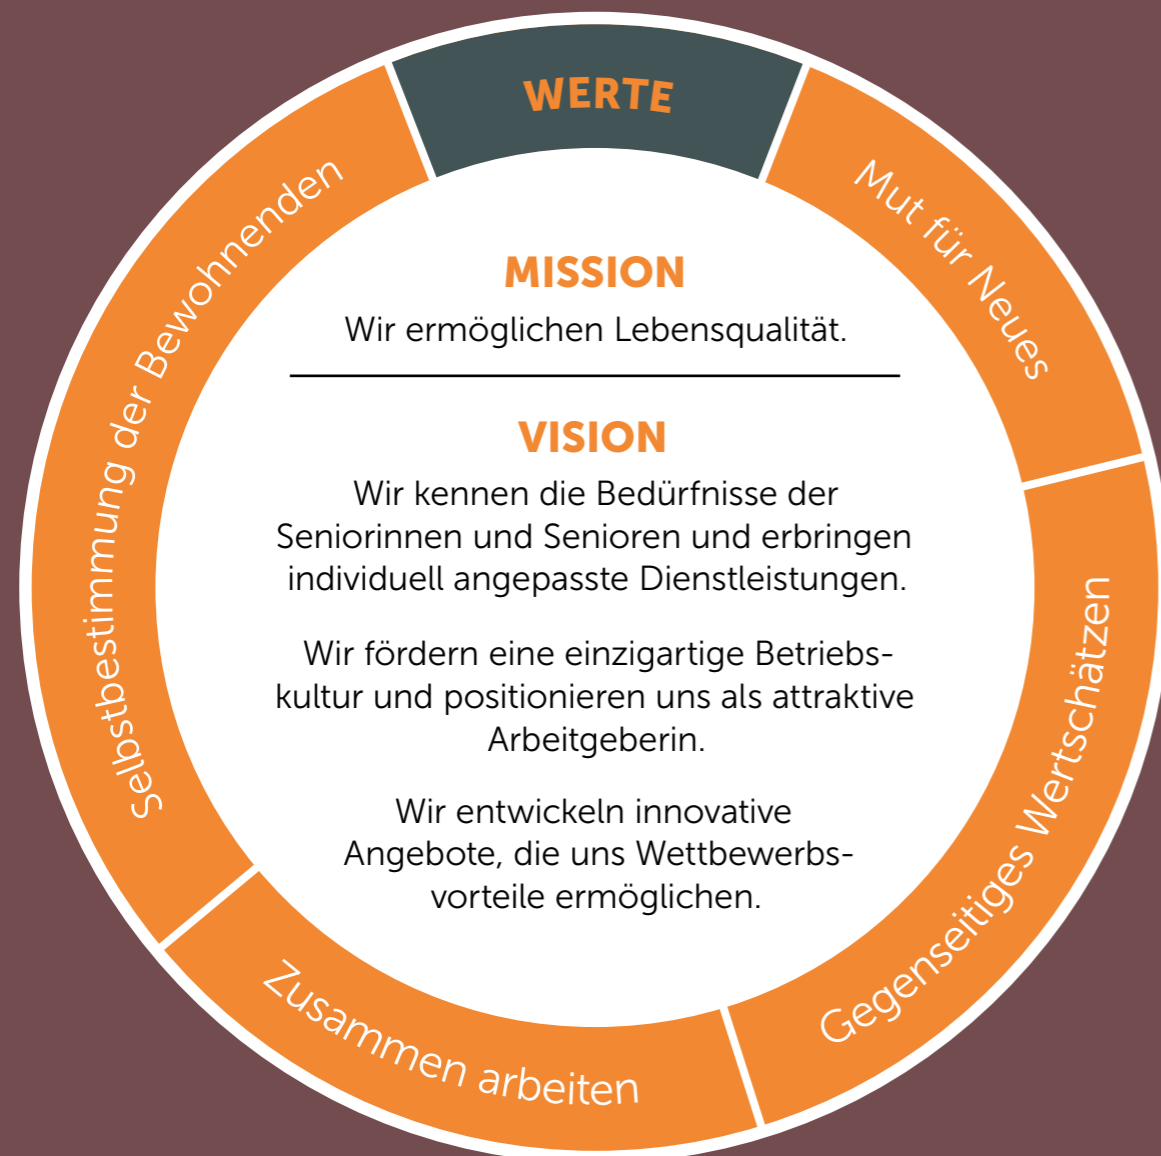 WERTE
Mut für Neues
Gegenseitiges Wertschätzen
Zusammen arbeiten
Selbstbestimmung der Bewohnenden
MISSION
Wir ermöglichen Lebensqualität.
VISION
Wir kennen die Bedürfnisse der
Seniorinnen und Senioren und erbringen
individuell angepasste Dienstleistungen.
Wir fördern eine einzigartige Betriebs-
kultur und positionieren uns als attraktive
Arbeitgeberin.
Wir entwickeln innovative
Angebote, die uns Wettbewerbs-
vorteile ermöglichen.